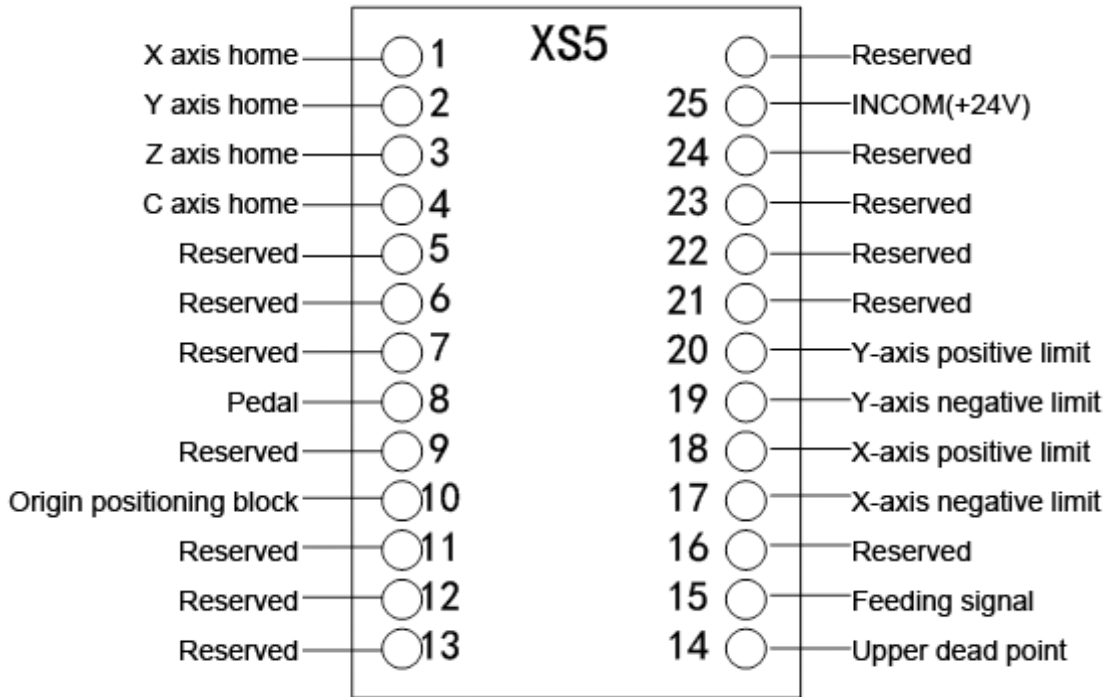 XS5
X axis home 1 Reserved
Y axis home 2 25 INCOM(+24V)
Z axis home 3 24 Reserved
C axis home 4 23 Reserved
Reserved 5 22 Reserved
Reserved 6 21 Reserved
Reserved 7 20 Y-axis positive limit
Pedal 8 19 Y-axis negative limit
Reserved 9 18 X-axis positive limit
Origin positioning block 10 17 X-axis negative limit
Reserved 11 16 Reserved
Reserved 12 15 Feeding signal
Reserved 13 14 Upper dead point